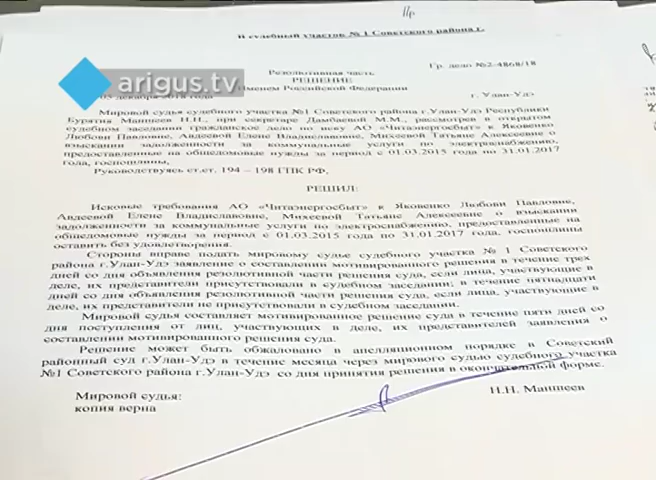 В судебный участок № 1 Советского района г.
Гр. дело №2-4868/18
Резолютивная часть
РЕШЕНИЕ
Именем Российской Федерации
arigus.tv
05 декабря 2018 года г. Улан-Удэ
Мировой судья судебного участка №1 Советского района г.Улан-Удэ Республики
Бурятия Маншеев Н.Н., при секретаре Дамбаевой М.М., рассмотрев в открытом
судебном заседании гражданское дело по иску АО «Читаэнергосбыт» к Яковенко
Любови Павловне, Авдеевой Елене Владиславовне, Михеевой Татьяне Алексеевне о
взыскании задолженности за коммунальные услуги по электроснабжению,
предоставленные на общедомовые нужды за период с 01.03.2015 года по 31.01.2017
года, госпошлины,
Руководствуясь ст.ст. 194 – 198 ГПК РФ,
РЕШИЛ:
Исковые требования АО «Читаэнергосбыт» к Яковенко Любови Павловне,
Авдеевой Елене Владиславовне, Михеевой Татьяне Алексеевне о взыскании
задолженности за коммунальные услуги по электроснабжению, предоставленные на
общедомовые нужды за период с 01.03.2015 года по 31.01.2017 года, госпошлины
оставить без удовлетворения.
Стороны вправе подать мировому судье судебного участка № 1 Советского
района г.Улан-Удэ заявление о составлении мотивированного решения в течение трех
дней со дня объявления резолютивной части решения суда, если лица, участвующие в
деле, их представители присутствовали в судебном заседании; в течение пятнадцати
дней со дня объявления резолютивной части решения суда, если лица, участвующие в
деле, их представители не присутствовали в судебном заседании.
Мировой судья составляет мотивированное решение суда в течение пяти дней со
дня поступления от лиц, участвующих в деле, их представителей заявления о
составлении мотивированного решения суда.
Решение может быть обжаловано в апелляционном порядке в Советский
районный суд г.Улан-Удэ в течение месяца через мирового судью судебного участка
№1 Советского района г.Улан-Удэ со дня принятия решения в окончательной форме.
Мировой судья: Н.Н. Маншеев
копия верна